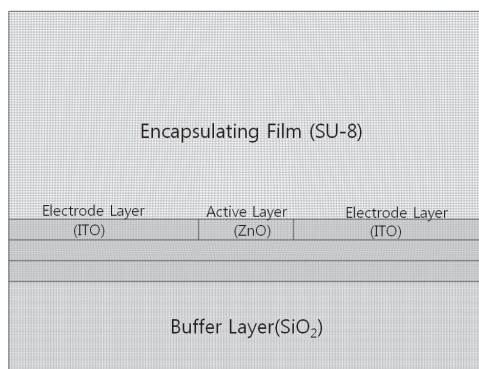 Encapsulating Film (SU-8)
Electrode Layer Active Layer Electrode Layer
(ITO) (ZnO) (ITO)
Buffer Layer(SiO₂)